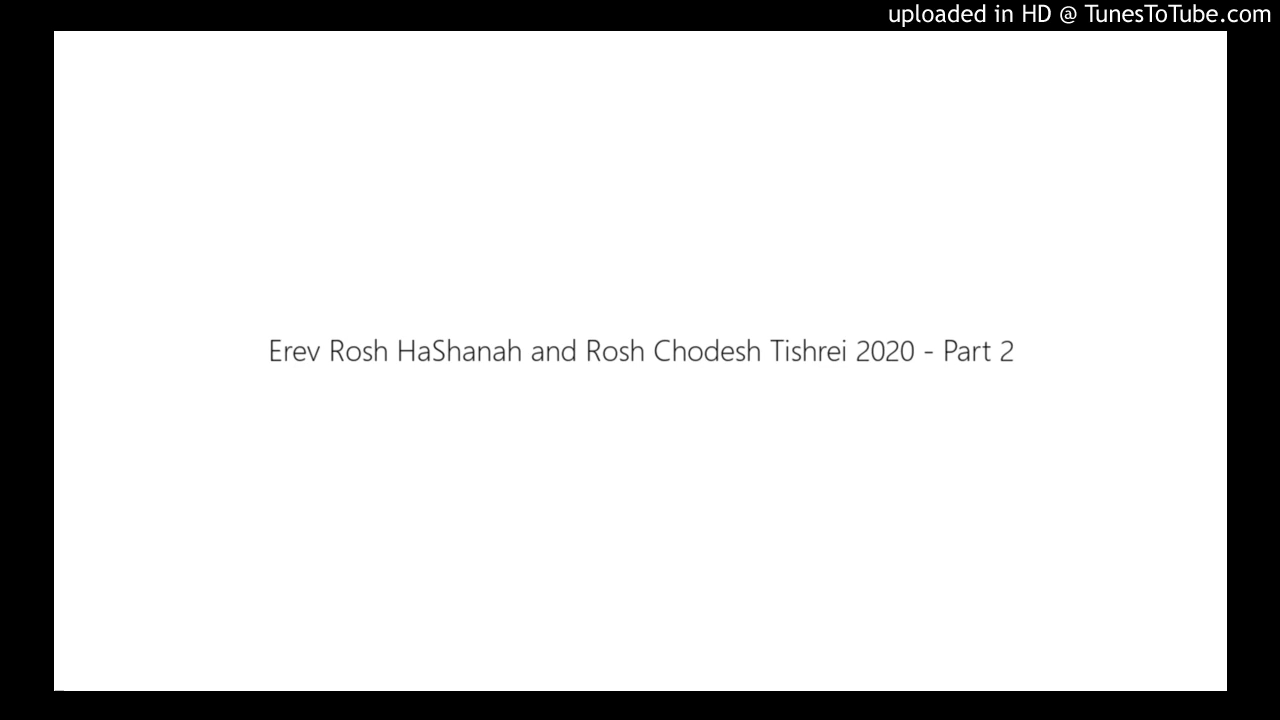 uploaded in HD @ TunesToTube.com
Erev Rosh HaShanah and Rosh Chodesh Tishrei 2020 - Part 2